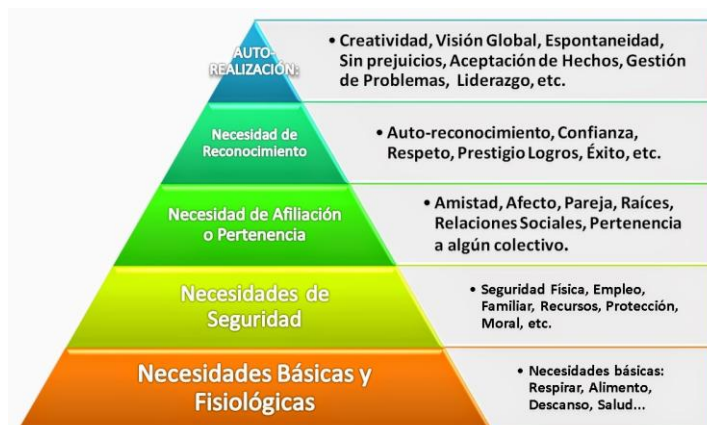 AUTO-
REALIZACIÓN:
• Creatividad, Visión Global, Espontaneidad,
Sin prejuicios, Aceptación de Hechos, Gestión
de Problemas, Liderazgo, etc.
Necesidad de
Reconocimiento
• Auto-reconocimiento, Confianza,
Respeto, Prestigio Logros, Éxito, etc.
Necesidad de Afiliación
o Pertenencia
• Amistad, Afecto, Pareja, Raíces,
Relaciones Sociales, Pertenencia
a algún colectivo.
Necesidades de
Seguridad
• Seguridad Física, Empleo,
Familiar, Recursos, Protección,
Moral, etc.
Necesidades Básicas y
Fisiológicas
• Necesidades básicas:
Respirar, Alimento,
Descanso, Salud...